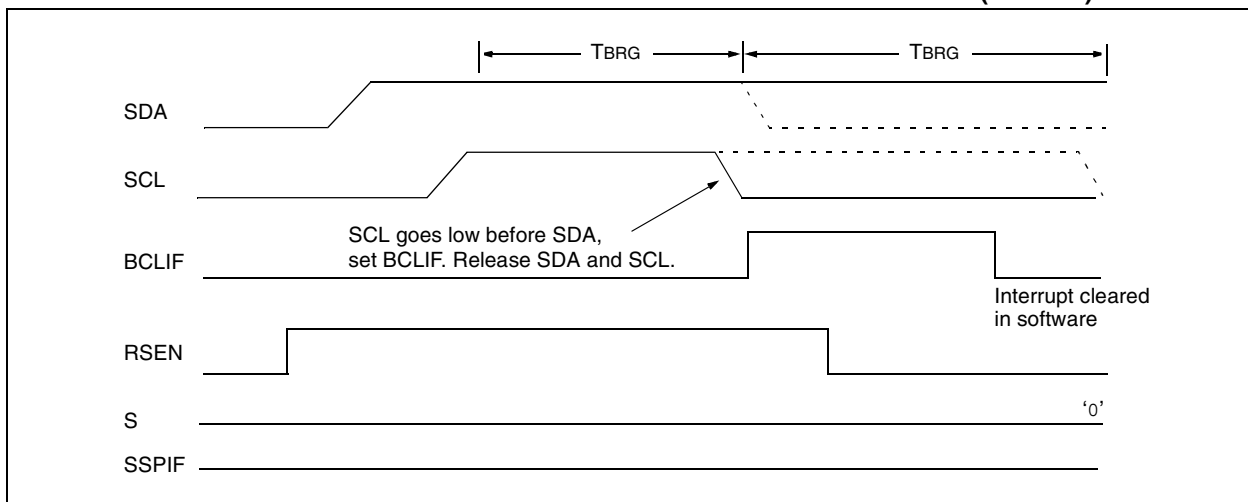 TBRG TBRG
SDA
SCL
SCL goes low before SDA,
set BCLIF. Release SDA and SCL.
BCLIF
Interrupt cleared
in software
RSEN
S '0'
SSPIF